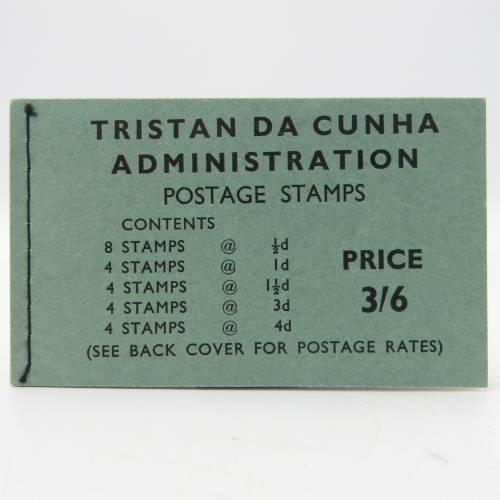 TRISTAN DA CUNHA
ADMINISTRATION
POSTAGE STAMPS
CONTENTS
8 STAMPS @ ½d
4 STAMPS @ 1d
4 STAMPS @ 1½d
4 STAMPS @ 3d
4 STAMPS @ 4d
PRICE
3/6
(SEE BACK COVER FOR POSTAGE RATES)